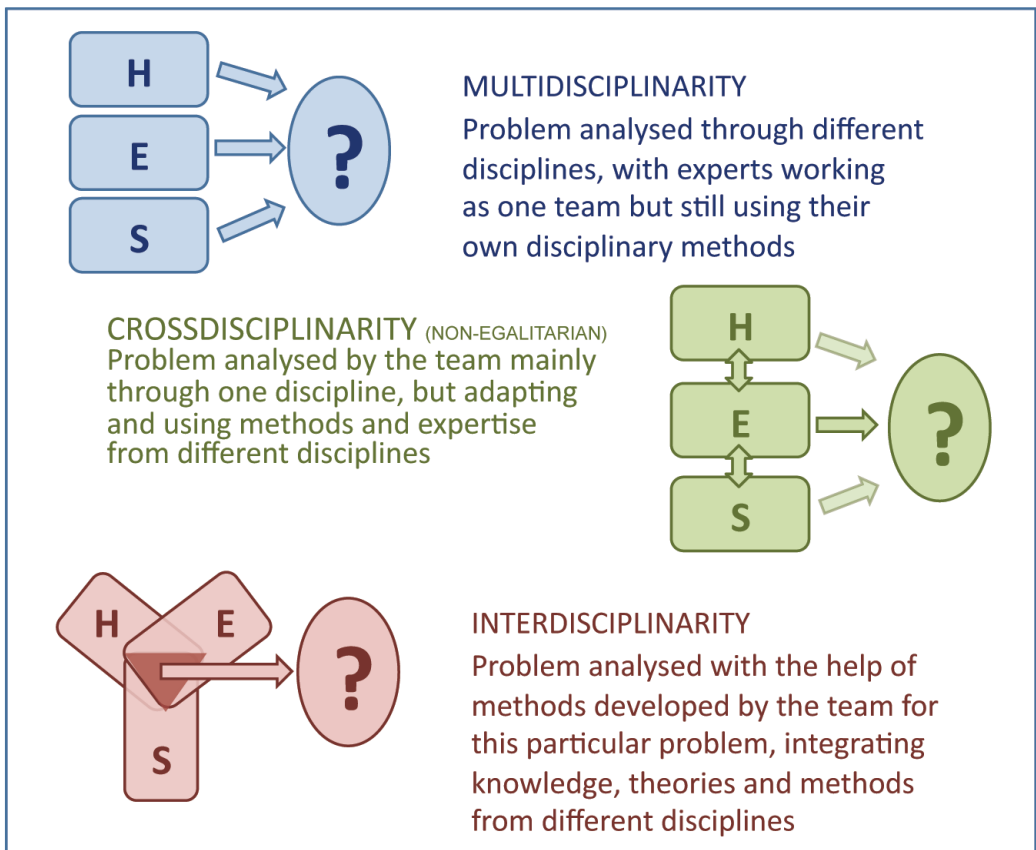 H
E
S
?
MULTIDISCIPLINARITY
Problem analysed through different
disciplines, with experts working
as one team but still using their
own disciplinary methods
CROSSDISCIPLINARITY (NON-EGALITARIAN)
Problem analysed by the team mainly
through one discipline, but adapting
and using methods and expertise
from different disciplines
H
E
S
?
H E
S
?
INTERDISCIPLINARITY
Problem analysed with the help of
methods developed by the team for
this particular problem, integrating
knowledge, theories and methods
from different disciplines